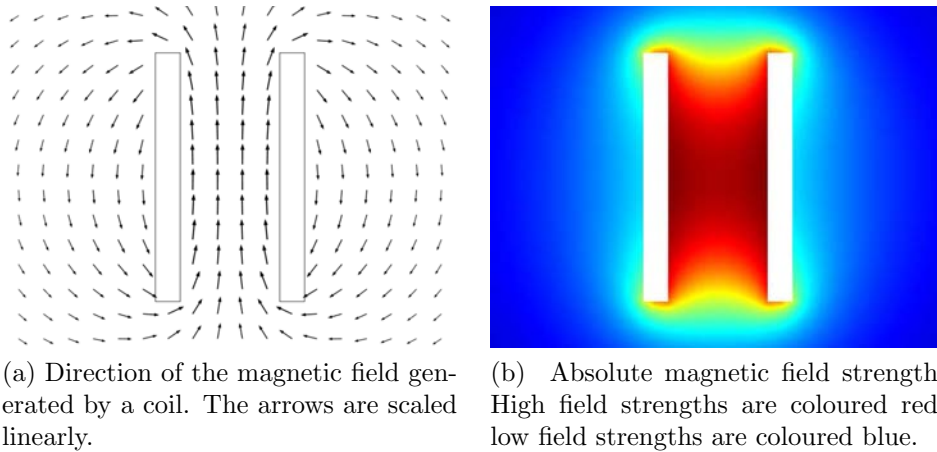 (a) Direction of the magnetic field gen-
erated by a coil. The arrows are scaled
linearly.
(b) Absolute magnetic field strength
High field strengths are coloured red
low field strengths are coloured blue.